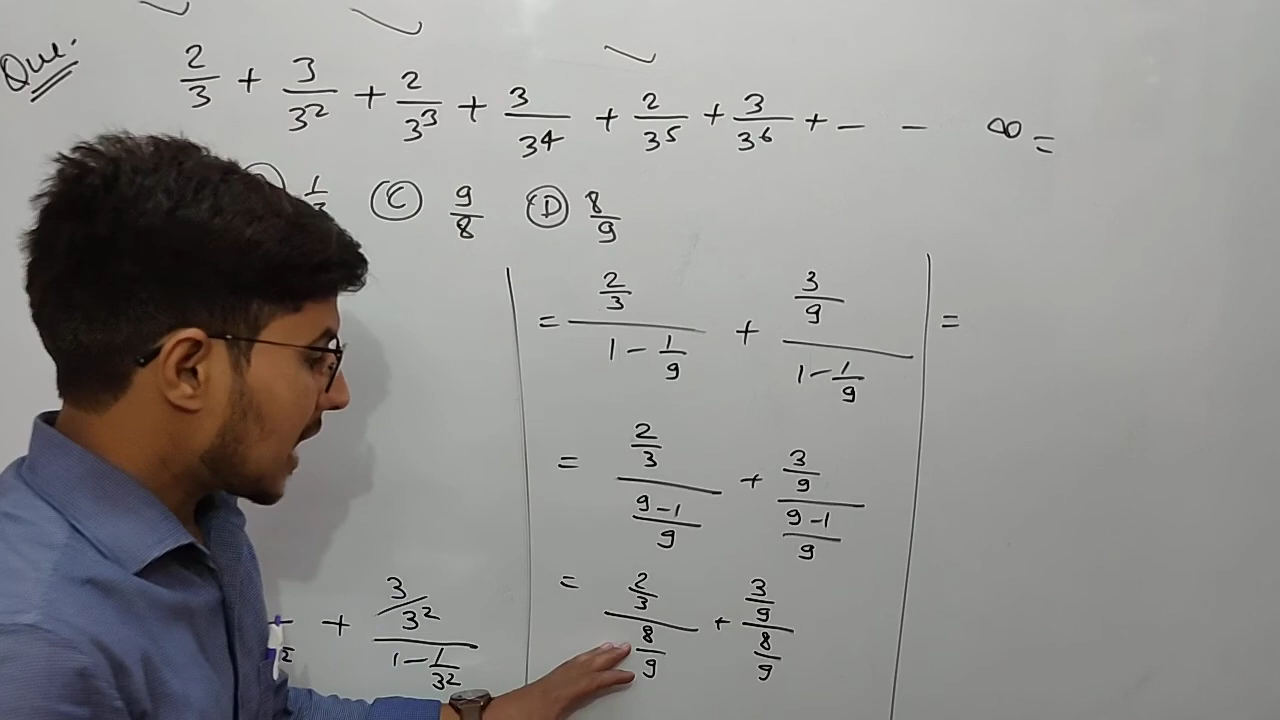 Que.
2/3 + 3/3² + 2/3³ + 3/3⁴ + 2/3⁵ + 3/3⁶ + - - ∞ =
1/3 Ⓒ 9/8 Ⓓ 8/9
+ (3/3²)/(1 - 1/3²)
= (2/3)/(1 - 1/9) + (3/9)/(1 - 1/9)
= (2/3)/((9-1)/9) + (3/9)/((9-1)/9)
= (2/3)/(8/9) + (3/9)/(8/9)
=